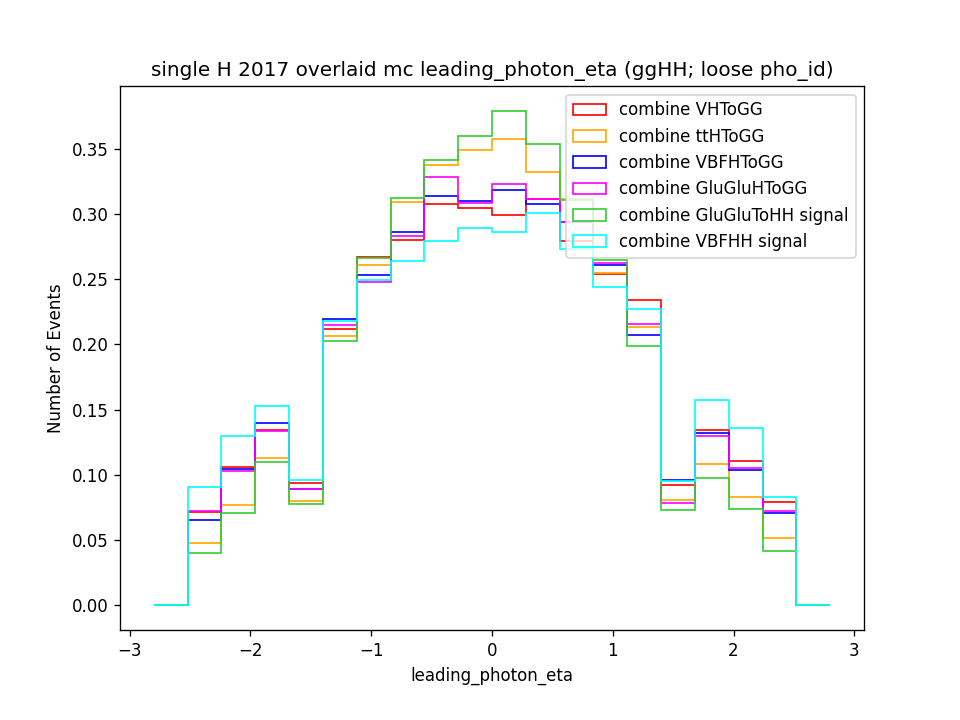 single H 2017 overlaid mc leading_photon_eta (ggHH; loose pho_id)
combine VHToGG
combine ttHToGG
combine VBFHToGG
combine GluGluHToGG
combine GluGluToHH signal
combine VBFHH signal
Number of Events
0.35
0.30
0.25
0.20
0.15
0.10
0.05
0.00
−3 −2 −1 0 1 2 3
leading_photon_eta